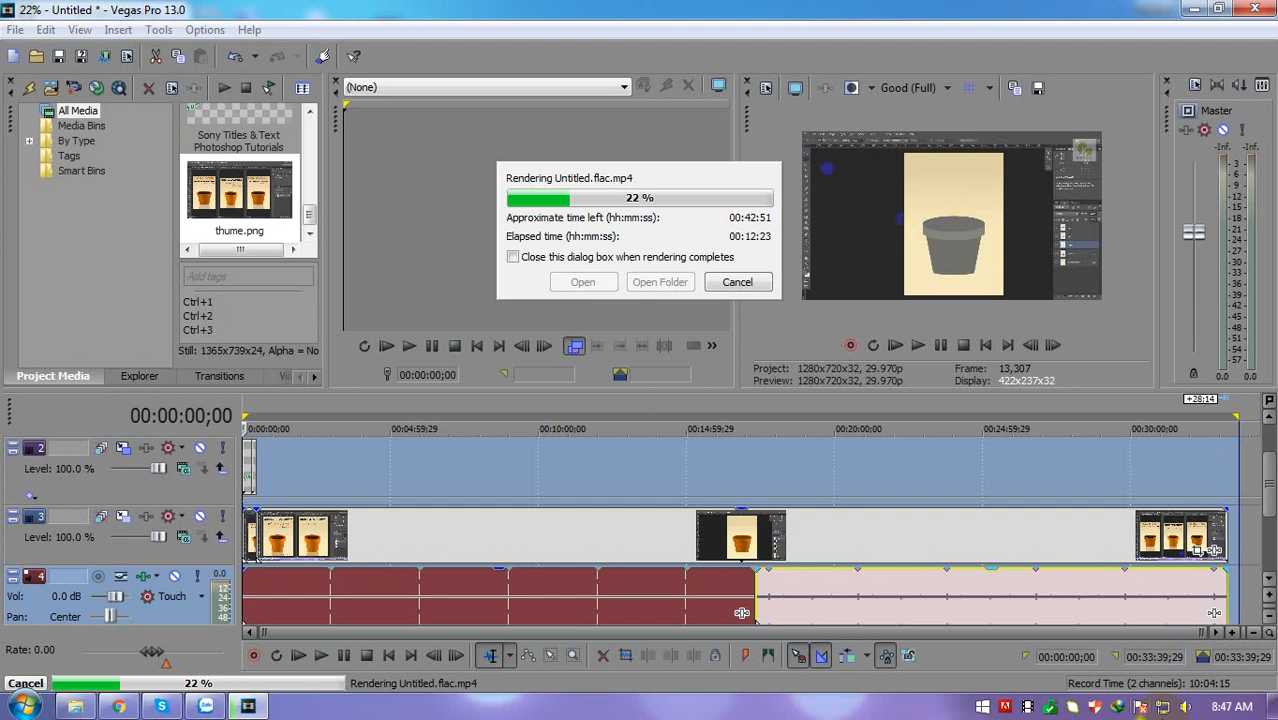 22% - Untitled * - Vegas Pro 13.0
File Edit View Insert Tools Options Help
(None)
Good (Full)
All Media
Media Bins
By Type
Tags
Smart Bins
Sony Titles & Text
Photoshop Tutorials
thume.png
Add tags
Ctrl+1
Ctrl+2
Ctrl+3
Still: 1365x739x24, Alpha = No
Project Media Explorer Transitions
Rendering Untitled.flac.mp4
22 %
Approximate time left (hh:mm:ss): 00:42:51
Elapsed time (hh:mm:ss): 00:12:23
Close this dialog box when rendering completes
Open Open Folder Cancel
00:00:00;00
Project: 1280x720x32, 29.970p
Preview: 1280x720x32, 29.970p
Frame: 13,307
Display: 422x237x32
Master
-Inf. -Inf.
- 3 -
- 6 -
- 9 -
-12-
-15-
-18-
-21-
-24-
-27-
-30-
-33-
-36-
-39-
-42-
-45-
-48-
-51-
-54-
-57-
0.0 0.0
+28;14
00:00:00;00
0:00:00;00 00:04:59;29 00:10:00;00 00:14:59;29 00:20:00;00 00:24:59;29 00:30:00;00
2
Level: 100.0 %
3
Level: 100.0 %
4
0.0
Vol: 0.0 dB Touch
Pan: Center
12
24
36
48
Rate: 0.00
00:00:00;00 00:33:39;29 00:33:39;29
Cancel 22 % Rendering Untitled.flac.mp4
Record Time (2 channels): 10:04:15
8:47 AM